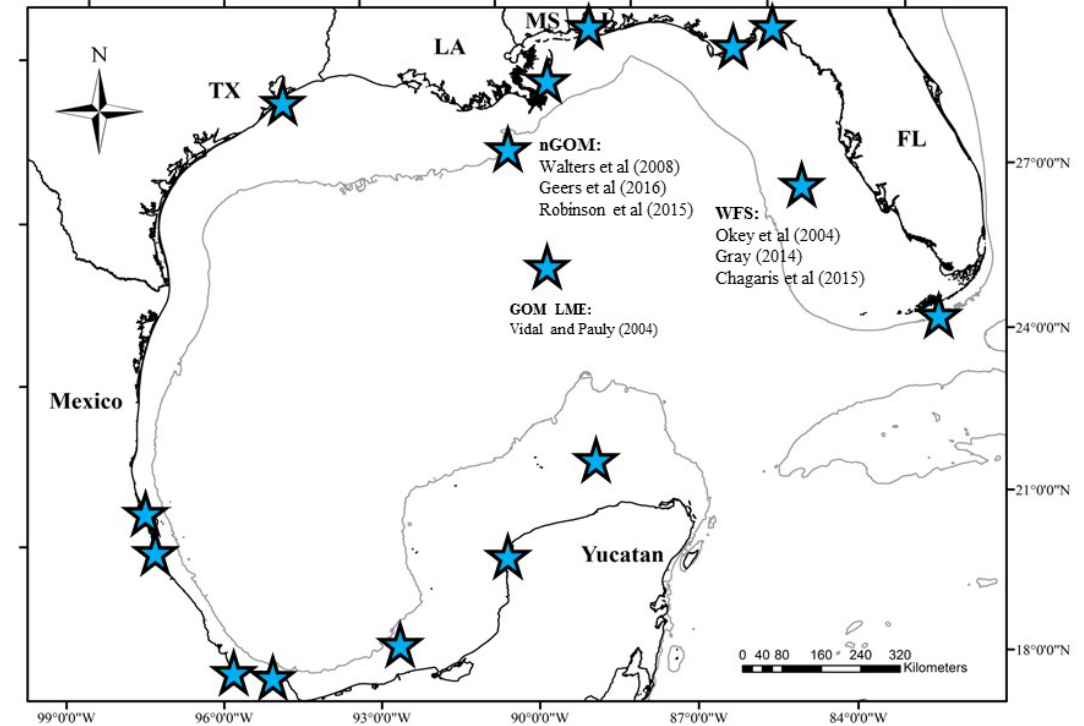 MS
LA
N
TX
FL
nGOM:
Walters et al (2008)
Geers et al (2016)
Robinson et al (2015)
27°0'0"N
WFS:
Okey et al (2004)
Gray (2014)
Chagaris et al (2015)
GOM LME:
Vidal and Pauly (2004)
24°0'0"N
Mexico
21°0'0"N
Yucatan
18°0'0"N
0 40 80 160 240 320
Kilometers
99°0'0"W 96°0'0"W 93°0'0"W 90°0'0"W 87°0'0"W 84°0'0"W